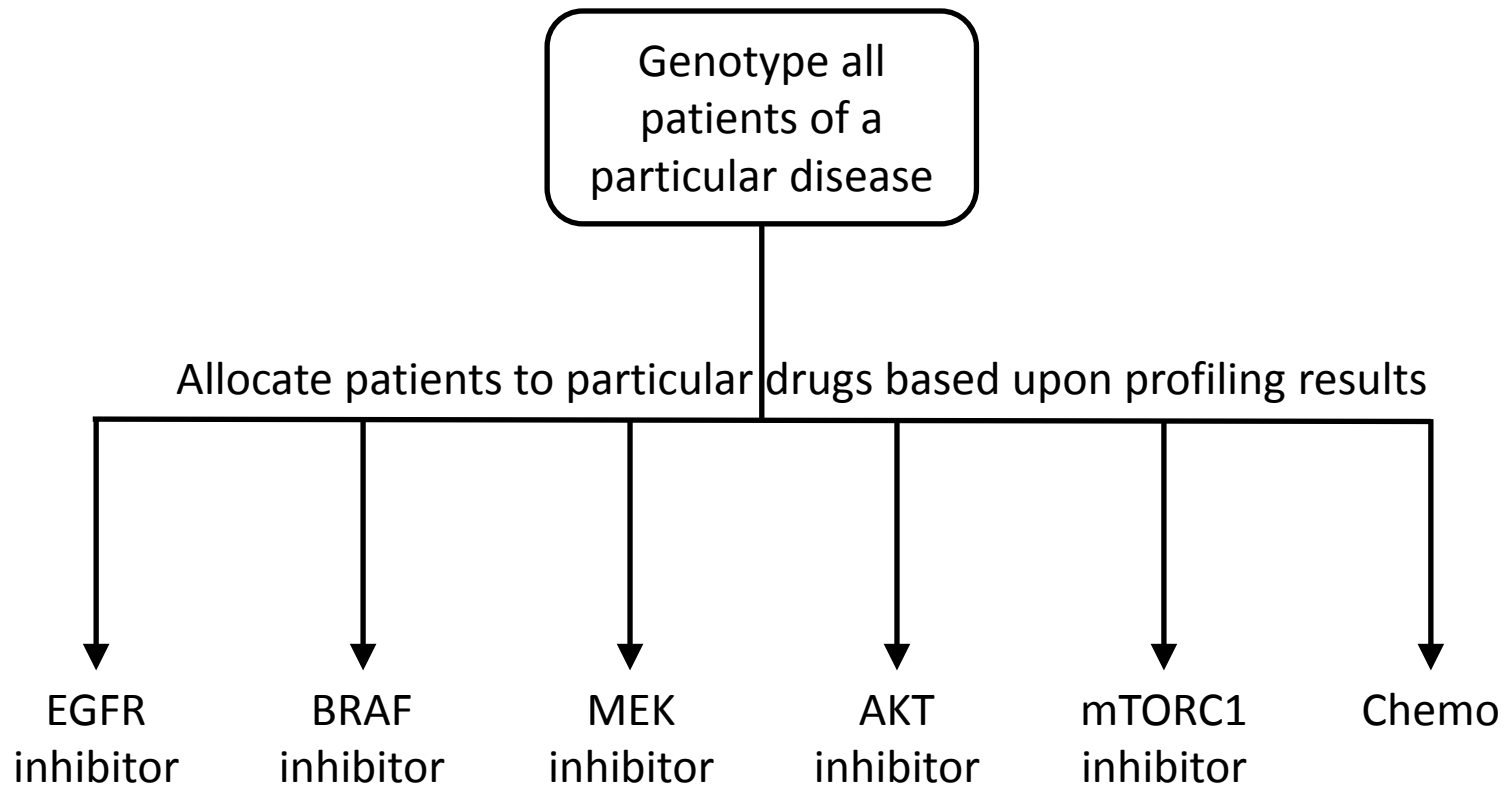 Genotype all
patients of a
particular disease
Allocate patients to particular drugs based upon profiling results
EGFR
inhibitor
BRAF
inhibitor
MEK
inhibitor
AKT
inhibitor
mTORC1
inhibitor
Chemo